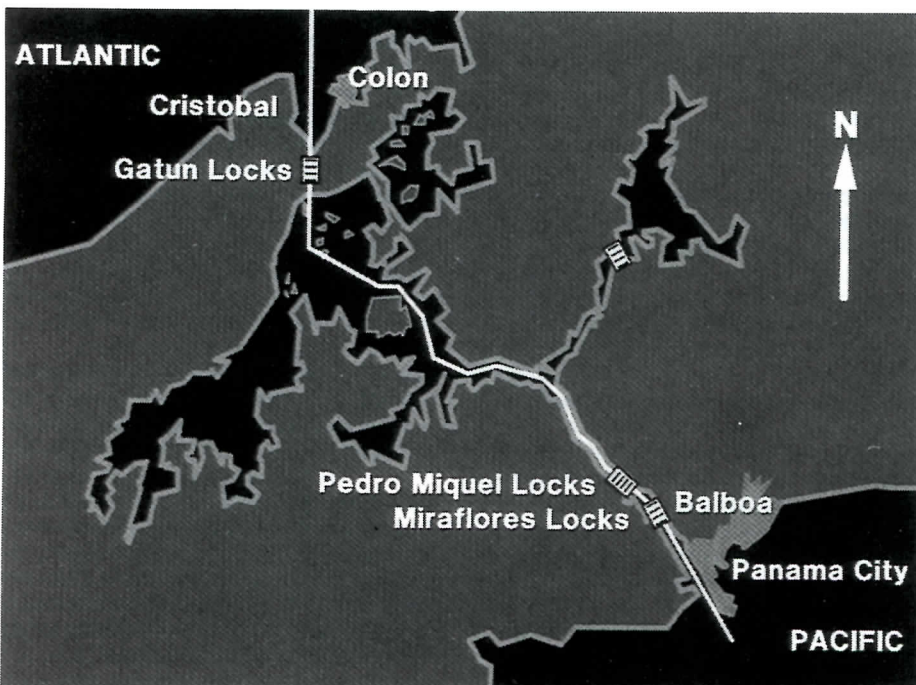 ATLANTIC
Colon
Cristobal
N
Gatun Locks
Pedro Miquel Locks
Balboa
Miraflores Locks
Panama City
PACIFIC